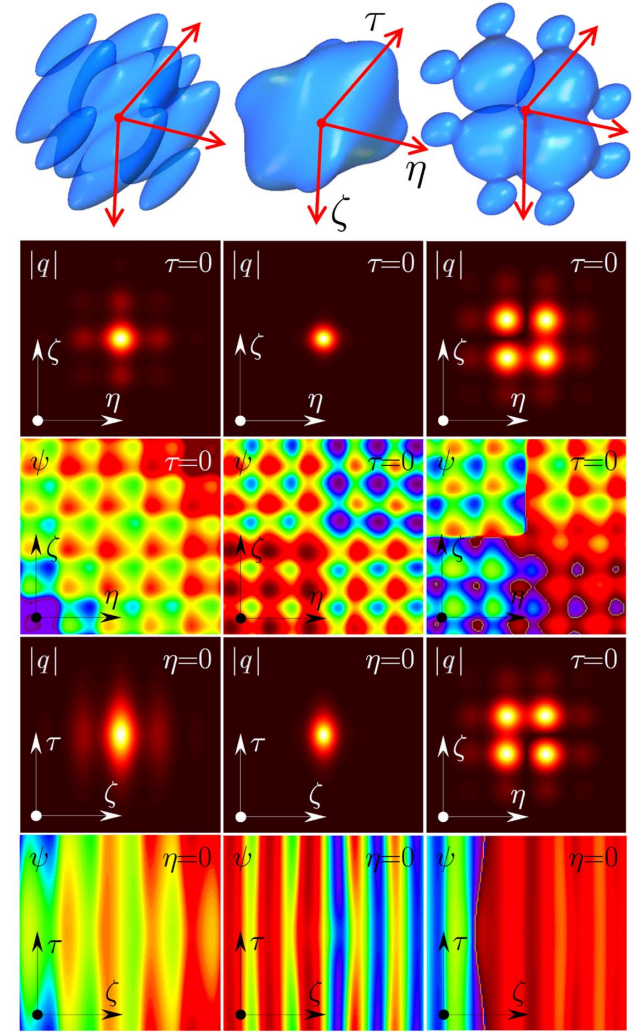 τ
η
ζ
|q| τ=0 |q| τ=0 |q| τ=0
ζ ζ ζ
η η η
ψ τ=0 ψ τ=0 ψ τ=0
ζ ζ ζ
η η η
|q| η=0 |q| η=0 |q| τ=0
τ τ ζ
ζ ζ η
ψ η=0 ψ η=0 ψ η=0
τ τ τ
ζ ζ ζ